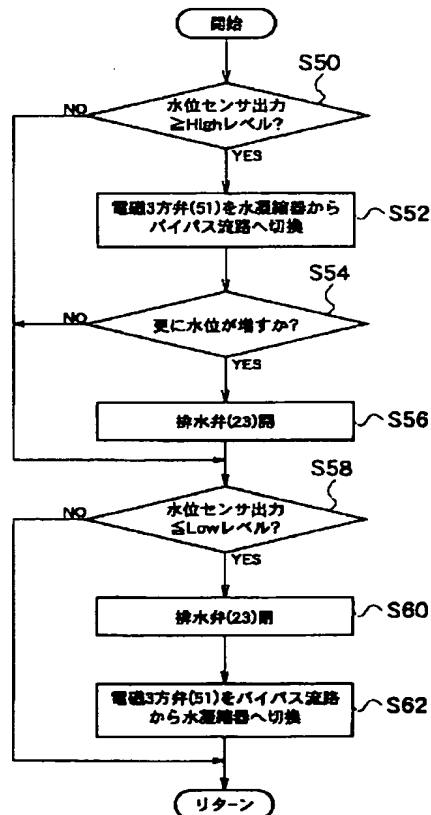 開始
S50
水位センサ出力
≧Highレベル?
NO
YES
電磁3方弁(51)を水凝縮器から
バイパス流路へ切換
S52
S54
更に水位が増すか?
NO
YES
排水弁(23)開
S56
S58
水位センサ出力
≦Lowレベル?
NO
YES
排水弁(23)閉
S60
電磁3方弁(51)をバイパス流路
から水凝縮器へ切換
S62
リターン